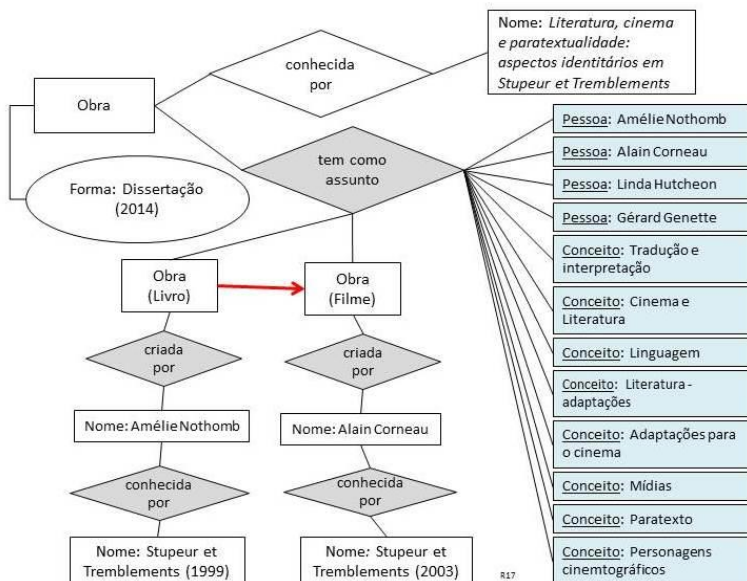 Nome: Literatura, cinema
e paratextualidade:
aspectos identitários em
Stupeur et Tremblements
conhecida
por
Obra
Forma: Dissertação
(2014)
tem como
assunto
Pessoa: Amélie Nothomb
Pessoa: Alain Corneau
Pessoa: Linda Hutcheon
Pessoa: Gérard Genette
Conceito: Tradução e
interpretação
Conceito: Cinema e
Literatura
Conceito: Linguagem
Conceito: Literatura -
adaptações
Conceito: Adaptações para
o cinema
Conceito: Mídias
Conceito: Paratexto
Conceito: Personagens
cinemtográficos
Obra
(Livro)
Obra
(Filme)
criada
por
criada
por
Nome: Amélie Nothomb
Nome: Alain Corneau
conhecida
por
conhecida
por
Nome: Stupeur et
Tremblements (1999)
Nome: Stupeur et
Tremblements (2003)
R17